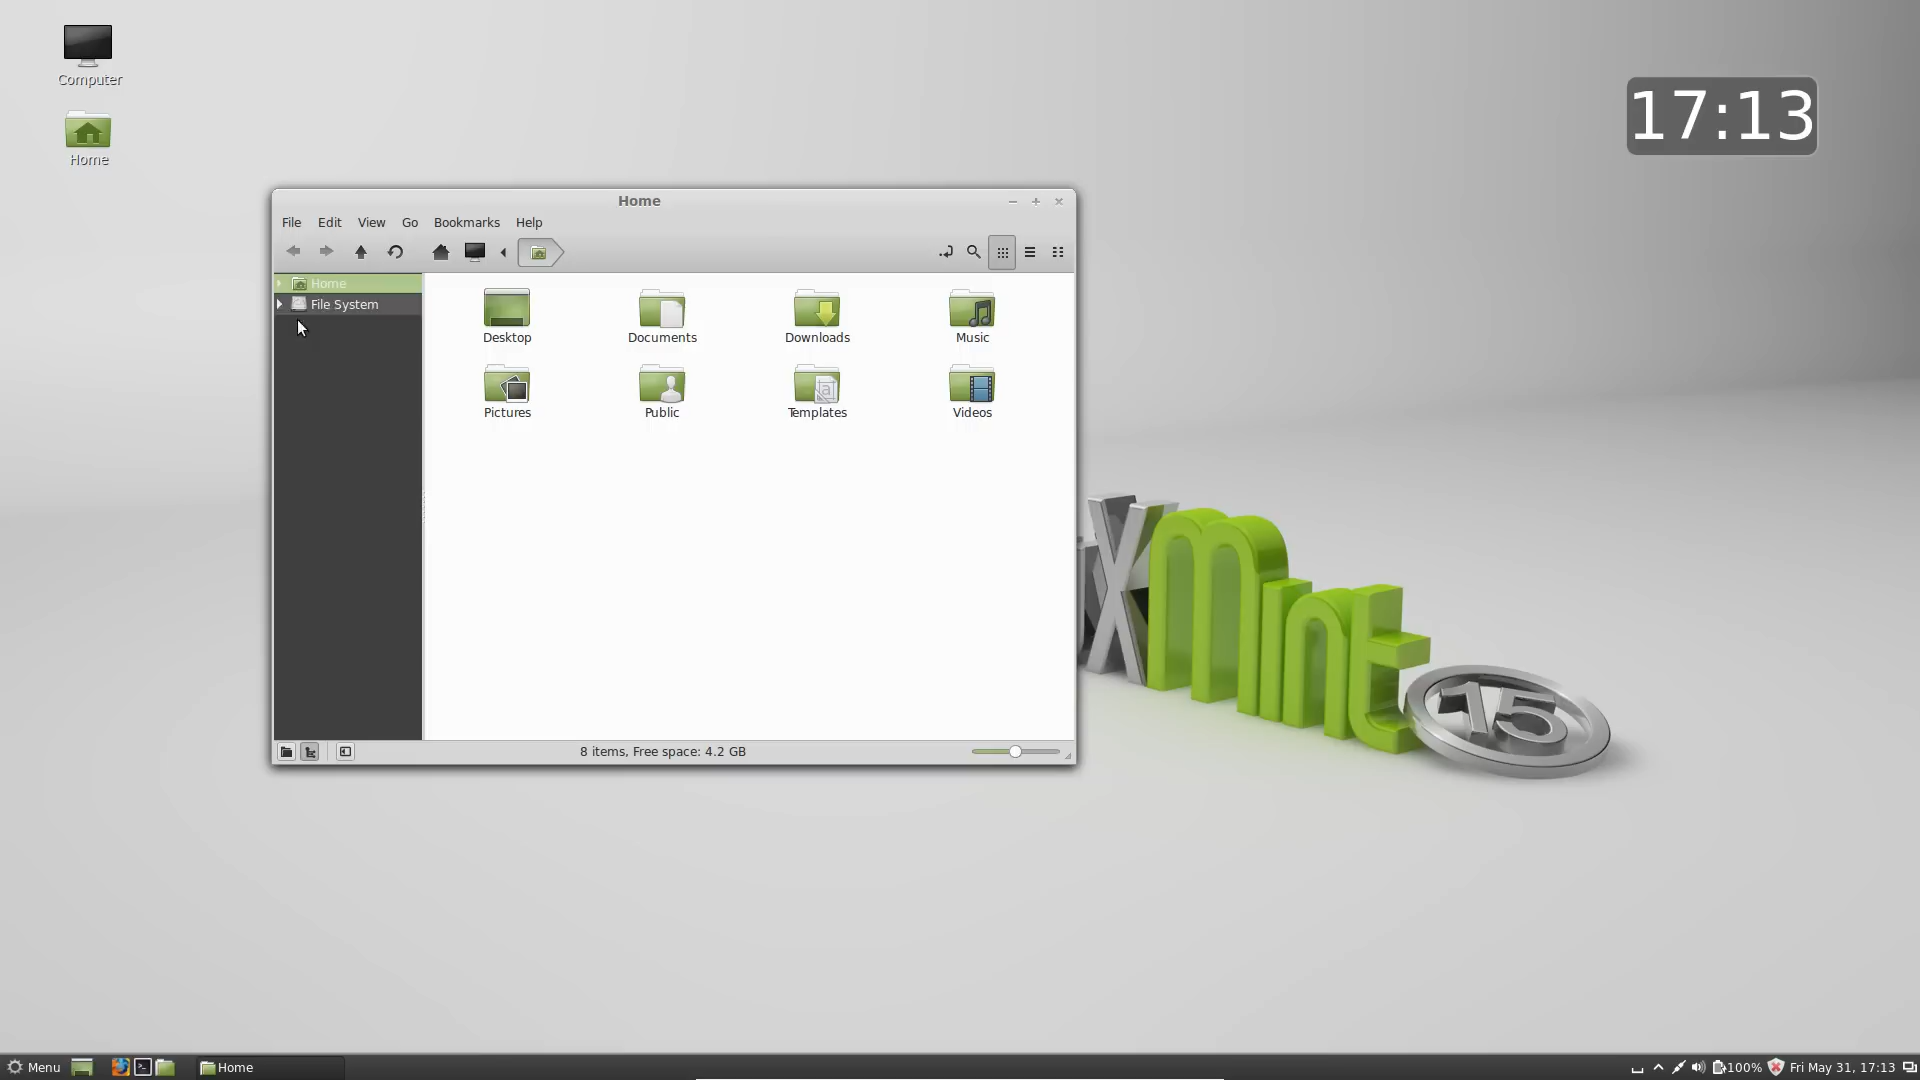 Computer
Home
17:13
Home
File Edit View Go Bookmarks Help
Home
File System
Desktop Documents Downloads Music
Pictures Public Templates Videos
8 items, Free space: 4.2 GB
X
Mint
15
Menu Home 100% Fri May 31, 17:13